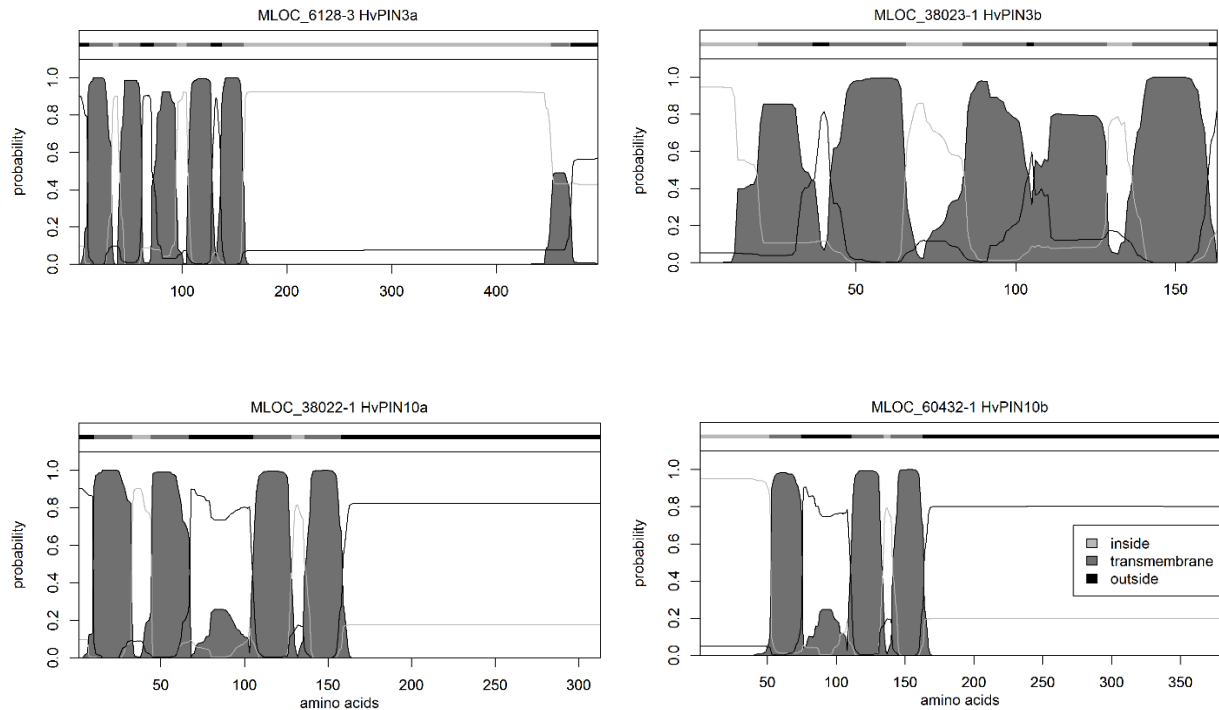 MLOC_6128-3 HvPIN3a
probability
0.0 0.2 0.4 0.6 0.8 1.0
100 200 300 400
MLOC_38023-1 HvPIN3b
probability
0.0 0.2 0.4 0.6 0.8 1.0
50 100 150
MLOC_38022-1 HvPIN10a
probability
0.0 0.2 0.4 0.6 0.8 1.0
50 100 150 200 250 300
amino acids
MLOC_60432-1 HvPIN10b
probability
0.0 0.2 0.4 0.6 0.8 1.0
inside
transmembrane
outside
50 100 150 200 250 300 350
amino acids